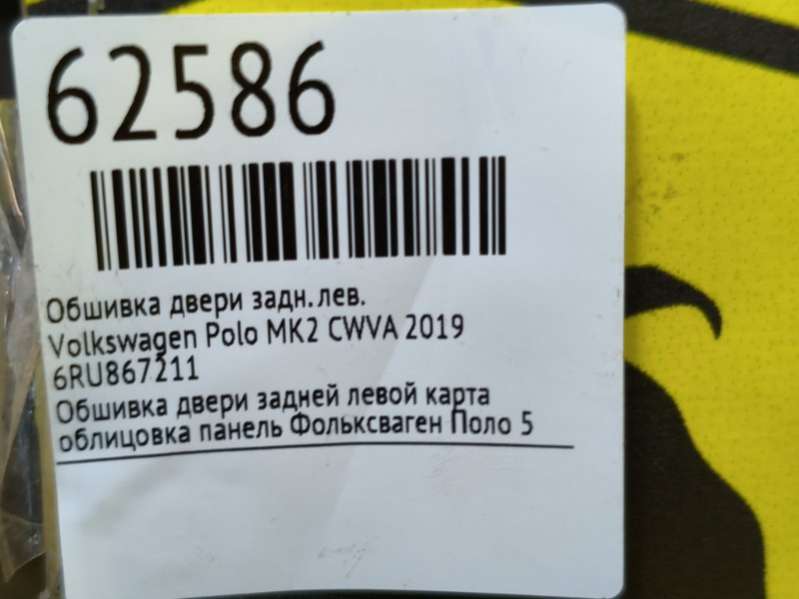 62586
Обшивка двери задн. лев.
Volkswagen Polo MK2 CWVA 2019
6RU867211
Обшивка двери задней левой карта
облицовка панель Фольксваген Поло 5